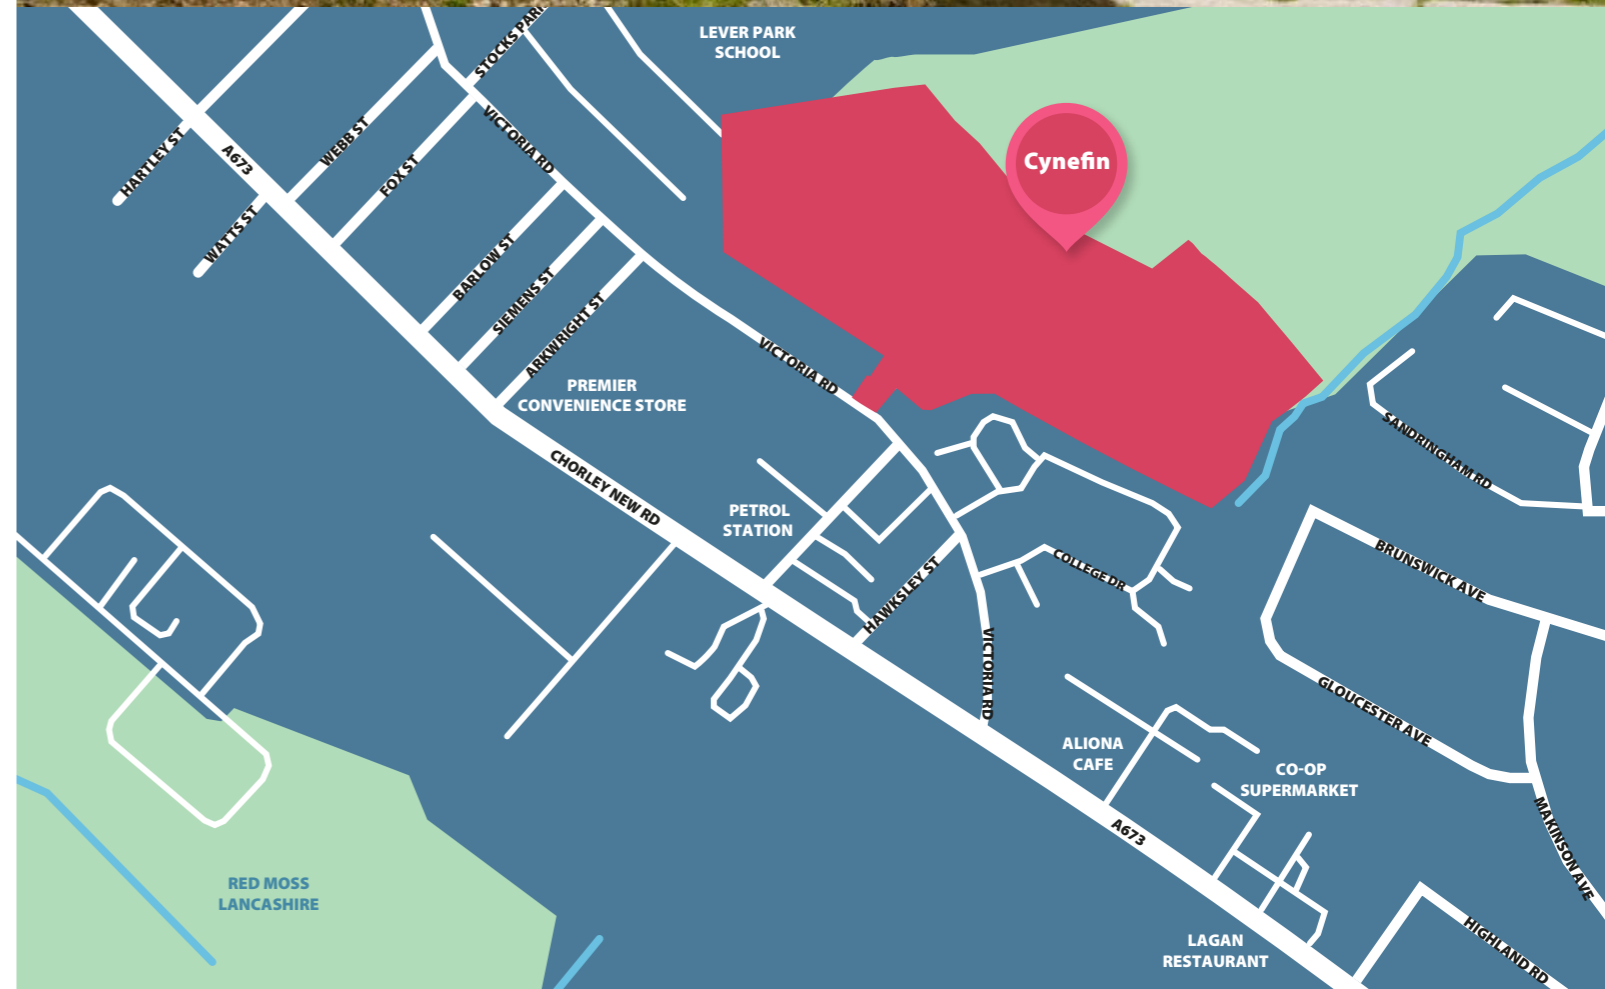 LEVER PARK
SCHOOL
STOCKS PARK
VICTORIA RD
HARTLEY ST
A673
WEBB ST
FOX ST
WATTS ST
Cynefin
BARLOW ST
SIEMENS ST
ARKWRIGHT ST
VICTORIA RD
PREMIER
CONVENIENCE STORE
CHORLEY NEW RD
SANDRINGHAM RD
PETROL
STATION
HAWKSLEY ST
COLLEGE DR
BRUNSWICK AVE
VICTORIA RD
GLOUCESTER AVE
ALIONA
CAFE
CO-OP
SUPERMARKET
A673
MAKINSON AVE
RED MOSS
LANCASHIRE
LAGAN
RESTAURANT
HIGHLAND RD